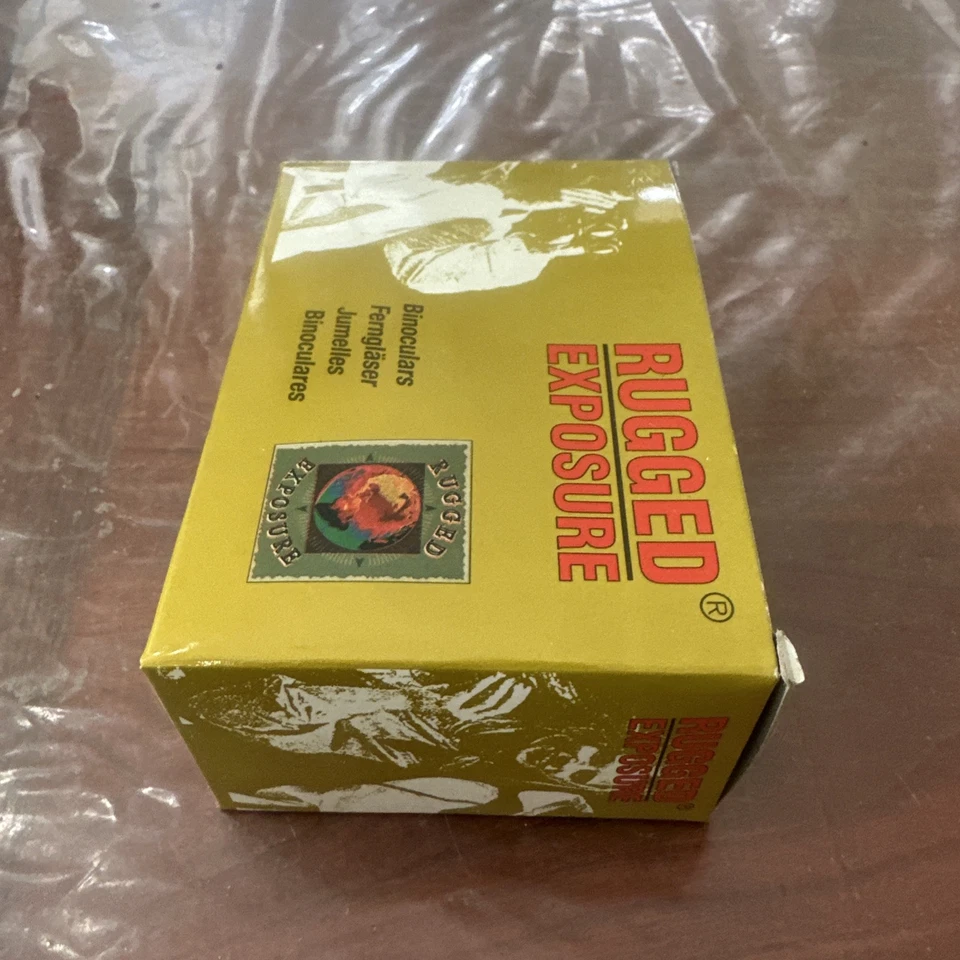 RUGGED
EXPOSURE
®
Binoculars
Ferngläser
Jumelles
Binoculares
RUGGED
EXPOSURE
RUGGED
EXPOSURE
®